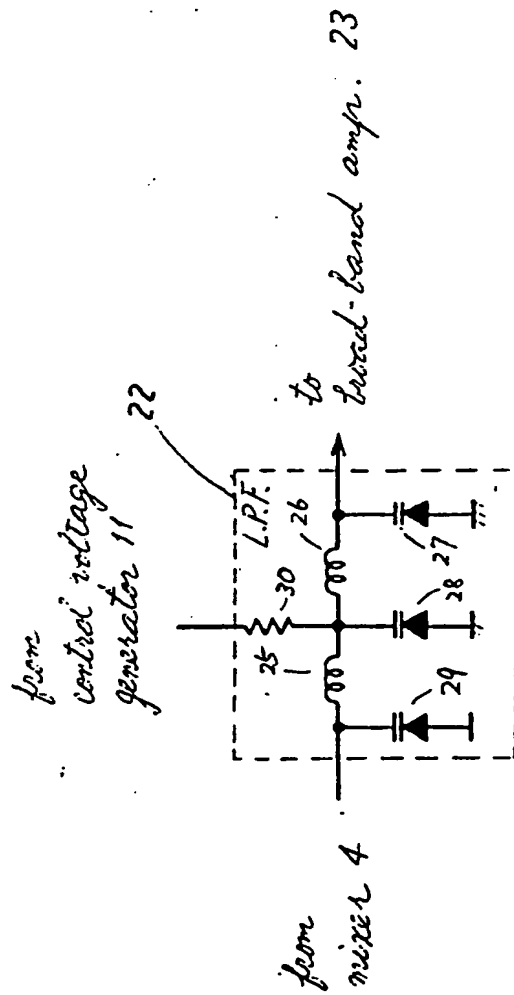 from
control voltage
generator 11
22
L.P.F.
30
25
26
from
mixer 4
to
broad-band amp. 23
29
28
27